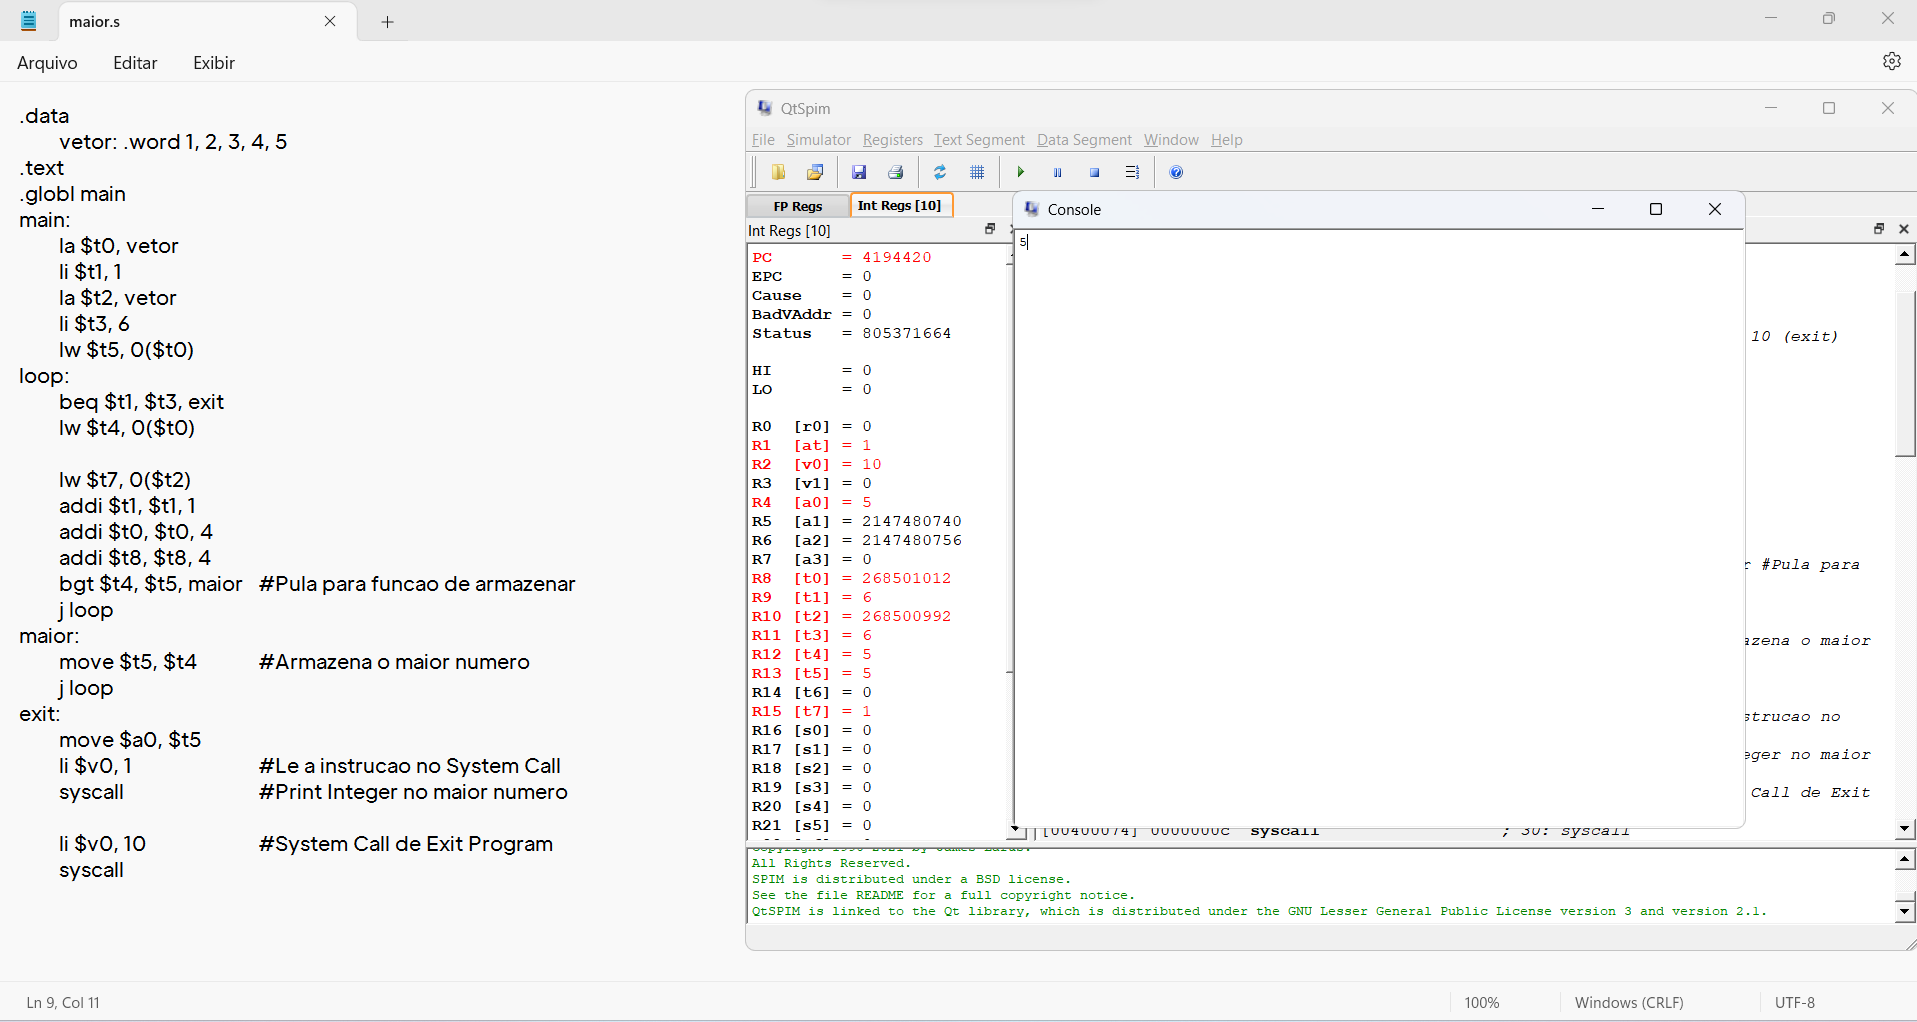 maior.s
Arquivo Editar Exibir
.data
vetor: .word 1, 2, 3, 4, 5
.text
.globl main
main:
la $t0, vetor
li $t1, 1
la $t2, vetor
li $t3, 6
lw $t5, 0($t0)
loop:
beq $t1, $t3, exit
lw $t4, 0($t0)
lw $t7, 0($t2)
addi $t1, $t1, 1
addi $t0, $t0, 4
addi $t8, $t8, 4
bgt $t4, $t5, maior #Pula para funcao de armazenar
j loop
maior:
move $t5, $t4 #Armazena o maior numero
j loop
exit:
move $a0, $t5
li $v0, 1 #Le a instrucao no System Call
syscall #Print Integer no maior numero
li $v0, 10 #System Call de Exit Program
syscall
QtSpim
File Simulator Registers Text Segment Data Segment Window Help
FP Regs Int Regs [10]
Int Regs [10]
PC = 4194420
EPC = 0
Cause = 0
BadVAddr = 0
Status = 805371664
HI = 0
LO = 0
R0 [r0] = 0
R1 [at] = 1
R2 [v0] = 10
R3 [v1] = 0
R4 [a0] = 5
R5 [a1] = 2147480740
R6 [a2] = 2147480756
R7 [a3] = 0
R8 [t0] = 268501012
R9 [t1] = 6
R10 [t2] = 268500992
R11 [t3] = 6
R12 [t4] = 5
R13 [t5] = 5
R14 [t6] = 0
R15 [t7] = 1
R16 [s0] = 0
R17 [s1] = 0
R18 [s2] = 0
R19 [s3] = 0
R20 [s4] = 0
R21 [s5] = 0
Console
5
10 (exit)
r #Pula para
azena o maior
strucao no
eger no maior
Call de Exit
[00400074] 0000000c syscall ; 30: syscall
All Rights Reserved.
SPIM is distributed under a BSD license.
See the file README for a full copyright notice.
QtSPIM is linked to the Qt library, which is distributed under the GNU Lesser General Public License version 3 and version 2.1.
Ln 9, Col 11
100%
Windows (CRLF)
UTF-8